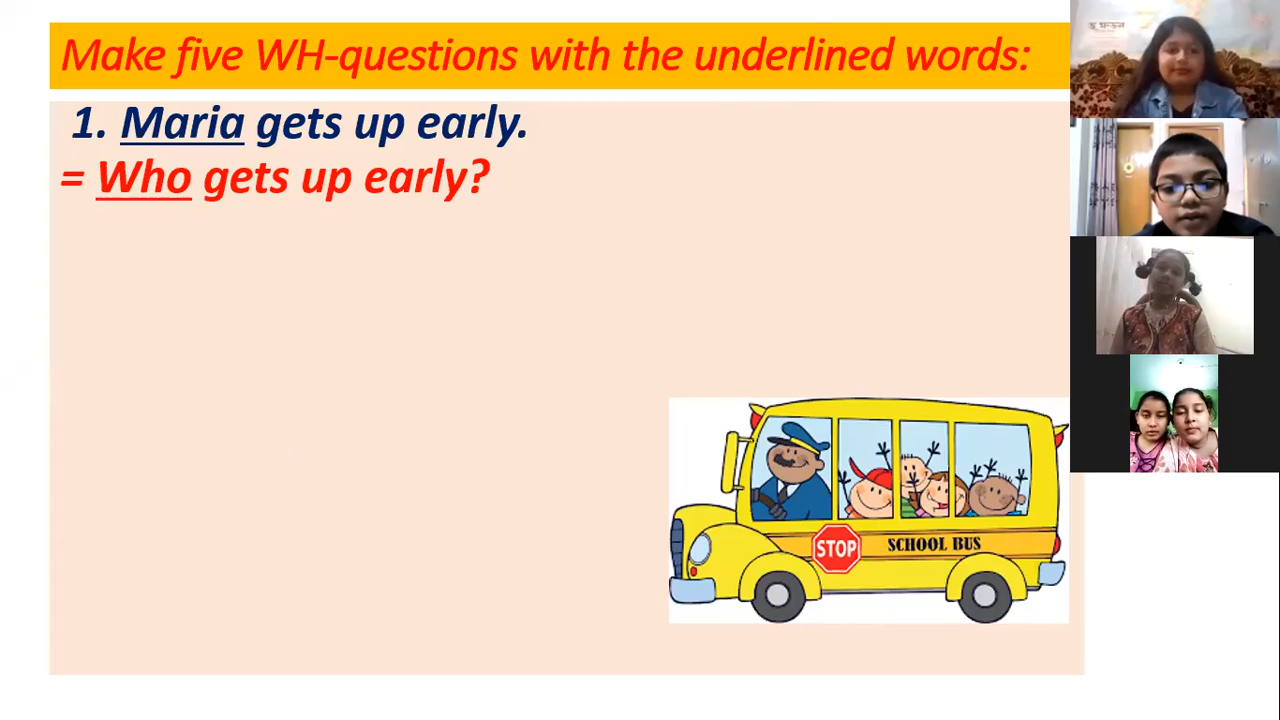 Make five WH-questions with the underlined words:
1. Maria gets up early.
= Who gets up early?
STOP
SCHOOL BUS